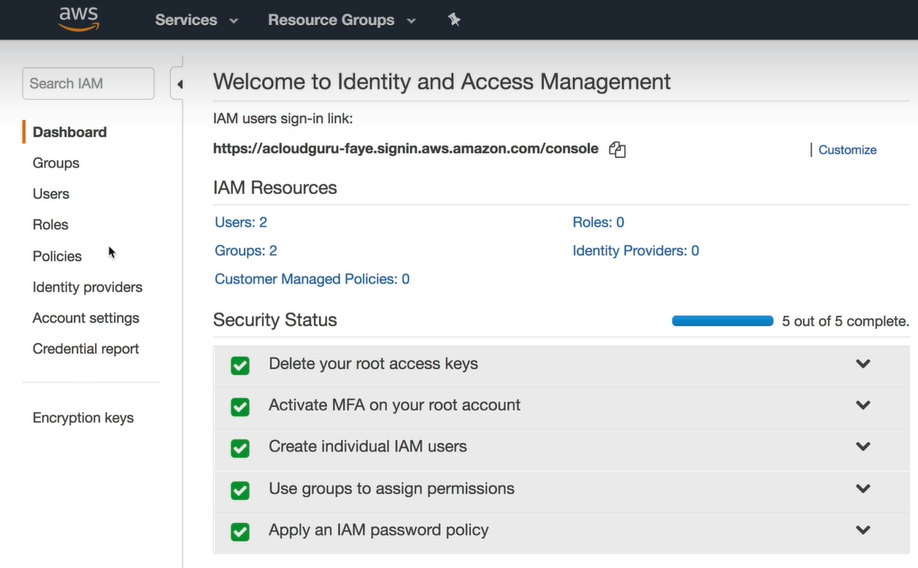 aws
Services
Resource Groups
Search IAM
Dashboard
Groups
Users
Roles
Policies
Identity providers
Account settings
Credential report
Encryption keys
Welcome to Identity and Access Management
IAM users sign-in link:
https://acloudguru-faye.signin.aws.amazon.com/console
| Customize
IAM Resources
Users: 2
Roles: 0
Groups: 2
Identity Providers: 0
Customer Managed Policies: 0
Security Status
5 out of 5 complete.
Delete your root access keys
Activate MFA on your root account
Create individual IAM users
Use groups to assign permissions
Apply an IAM password policy